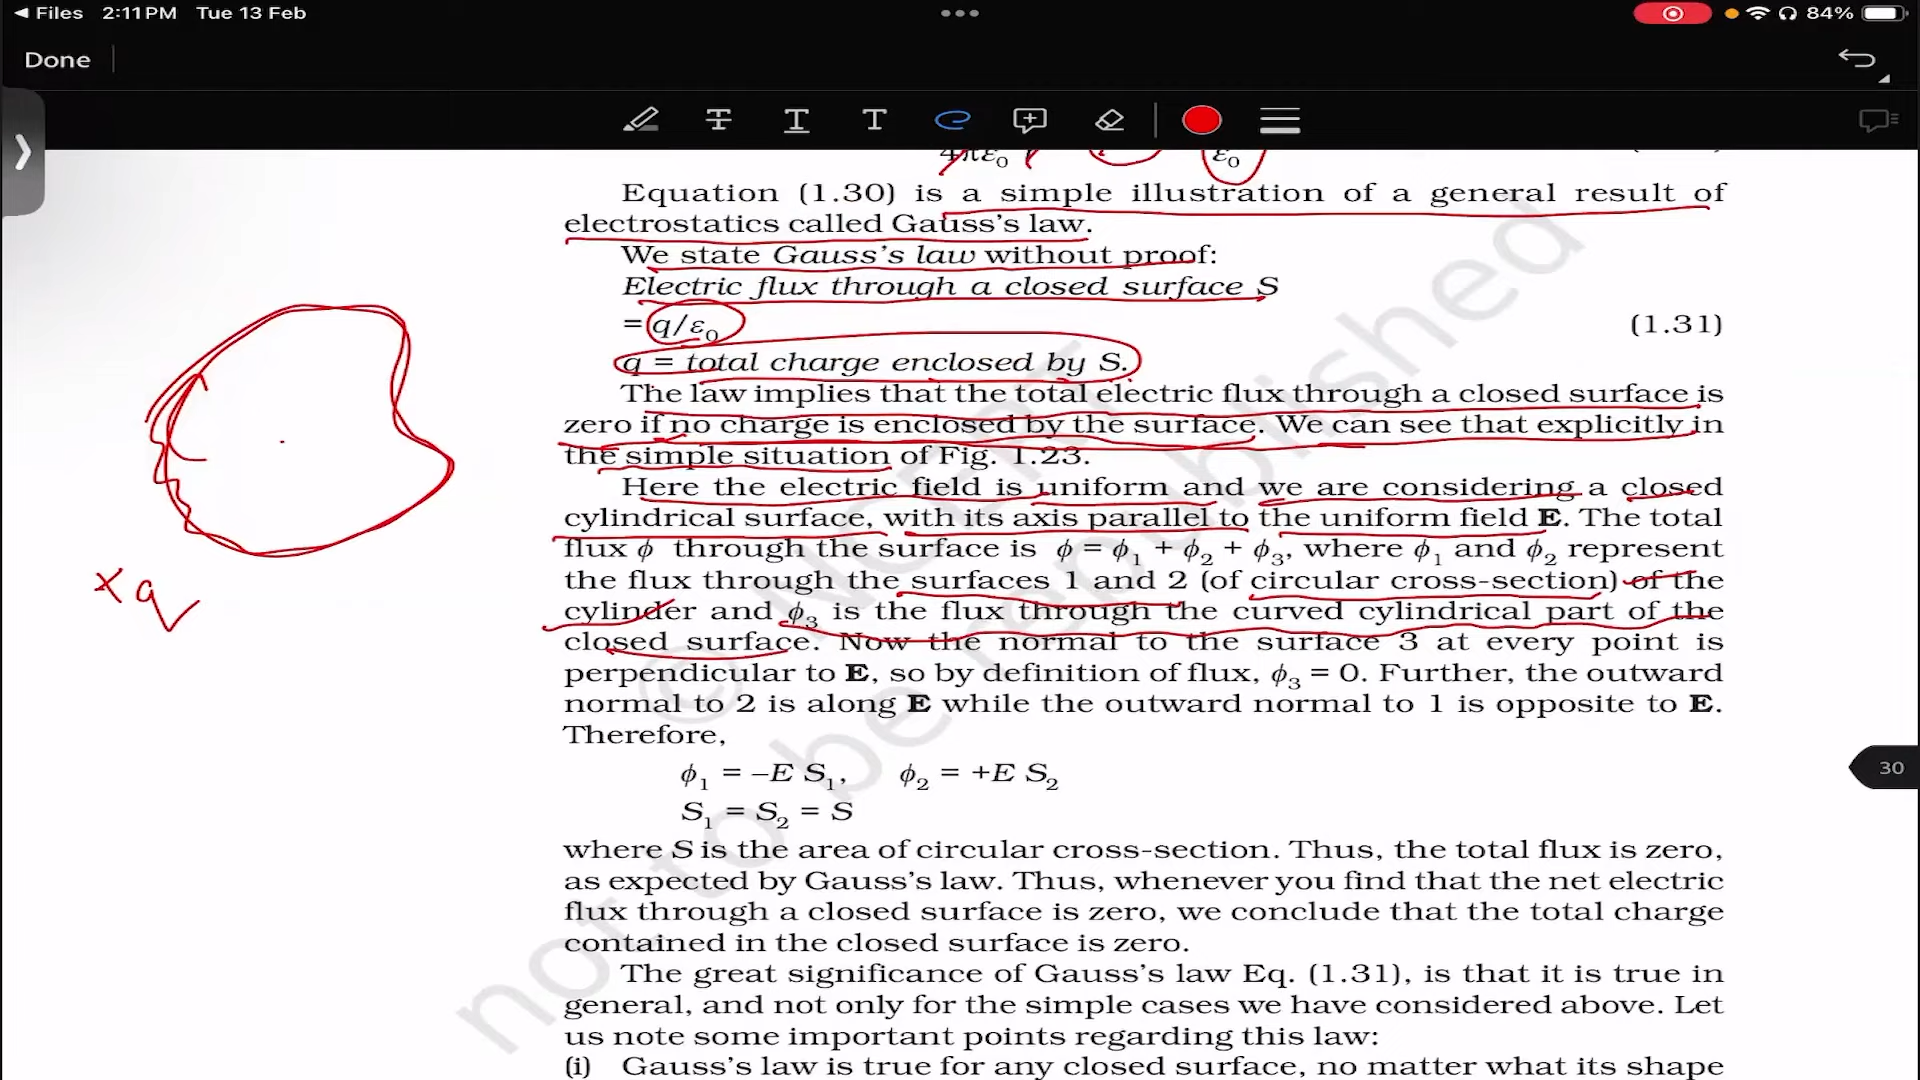 Files 2:11 PM Tue 13 Feb
84%
Done
4πε₀ ε₀
Equation (1.30) is a simple illustration of a general result of
electrostatics called Gauss's law.
We state Gauss's law without proof:
Electric flux through a closed surface S
= q/ε₀ (1.31)
q = total charge enclosed by S.
The law implies that the total electric flux through a closed surface is
zero if no charge is enclosed by the surface. We can see that explicitly in
the simple situation of Fig. 1.23.
Here the electric field is uniform and we are considering a closed
cylindrical surface, with its axis parallel to the uniform field E. The total
flux ϕ through the surface is ϕ = ϕ₁ + ϕ₂ + ϕ₃, where ϕ₁ and ϕ₂ represent
the flux through the surfaces 1 and 2 (of circular cross-section) of the
cylinder and ϕ₃ is the flux through the curved cylindrical part of the
closed surface. Now the normal to the surface 3 at every point is
perpendicular to E, so by definition of flux, ϕ₃ = 0. Further, the outward
normal to 2 is along E while the outward normal to 1 is opposite to E.
Therefore,
ϕ₁ = –E S₁, ϕ₂ = +E S₂
S₁ = S₂ = S
where S is the area of circular cross-section. Thus, the total flux is zero,
as expected by Gauss's law. Thus, whenever you find that the net electric
flux through a closed surface is zero, we conclude that the total charge
contained in the closed surface is zero.
The great significance of Gauss's law Eq. (1.31), is that it is true in
general, and not only for the simple cases we have considered above. Let
us note some important points regarding this law:
(i) Gauss's law is true for any closed surface, no matter what its shape
x q
30
© NCERT
not to be republished